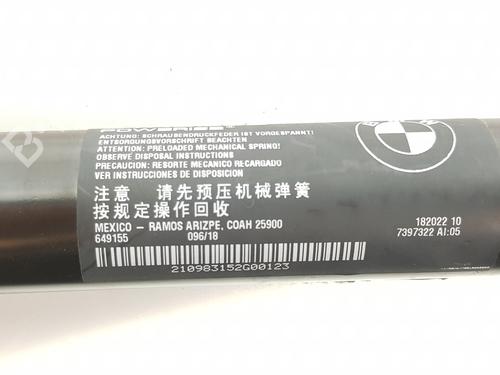 POWERISE®
ACHTUNG: SCHRAUBENDRUCKFEDER IST VORGESPANNT!
ENTSORGUNGSVORSCHRIFT BEACHTEN
ATTENTION: PRELOADED MECHANICAL SPRING!
OBSERVE DISPOSAL INSTRUCTIONS
PRECAUCION: RESORTE MECANICO RECARGADO
VER INSTRUCCIONES DE DISPOSICION
注意 请先预压机械弹簧
按规定操作回收
MEXICO – RAMOS ARIZPE, COAH 25900
649155 096/18
210983152G00123
BMW
182022 10
7397322 AI:05